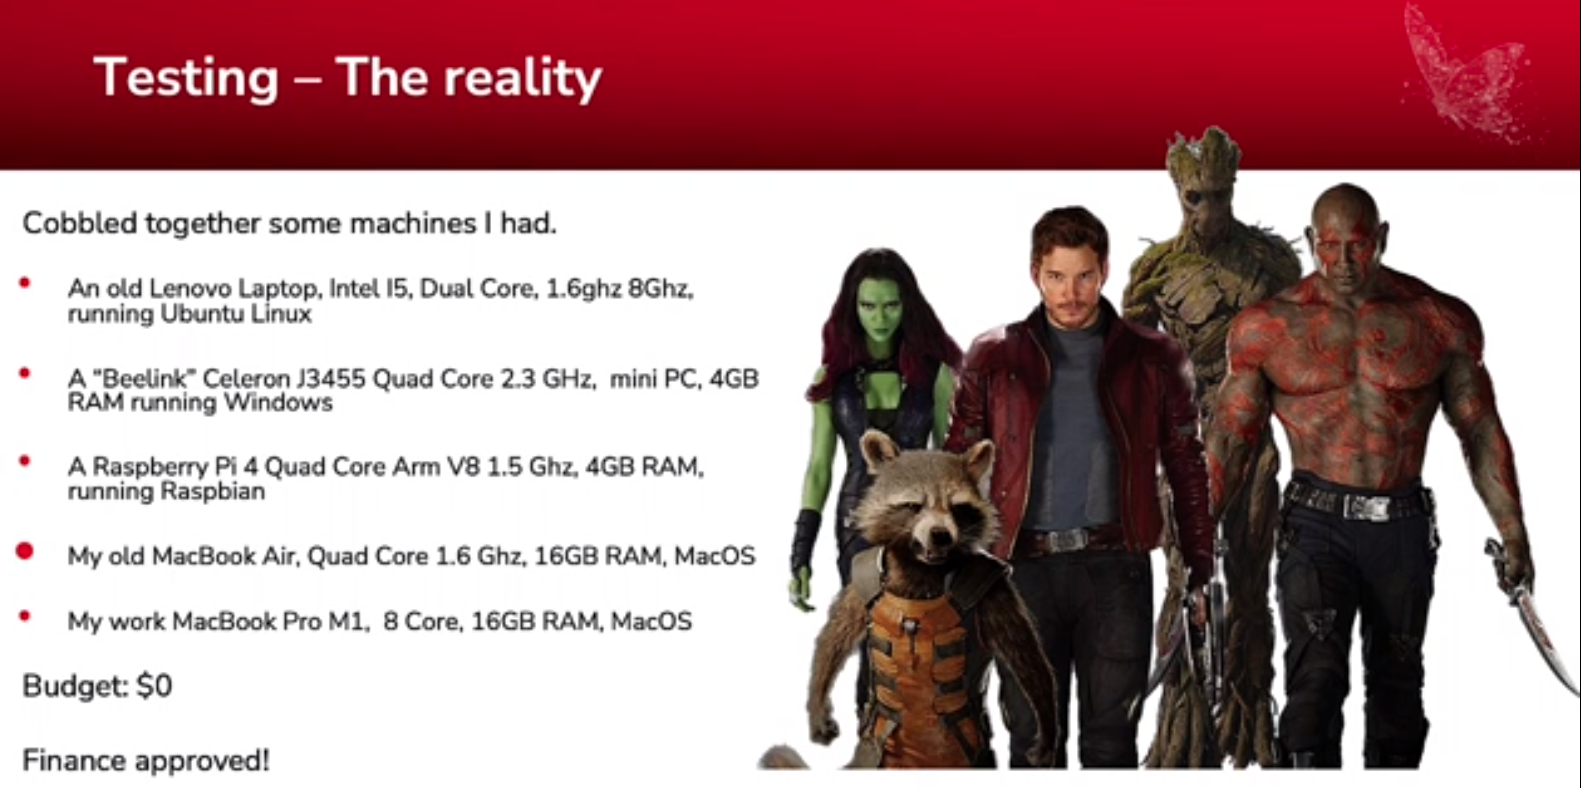 Testing – The reality
Cobbled together some machines I had.
An old Lenovo Laptop, Intel I5, Dual Core, 1.6ghz 8Ghz,
running Ubuntu Linux
A "Beelink" Celeron J3455 Quad Core 2.3 GHz, mini PC, 4GB
RAM running Windows
A Raspberry Pi 4 Quad Core Arm V8 1.5 Ghz, 4GB RAM,
running Raspbian
My old MacBook Air, Quad Core 1.6 Ghz, 16GB RAM, MacOS
My work MacBook Pro M1, 8 Core, 16GB RAM, MacOS
Budget: $0
Finance approved!